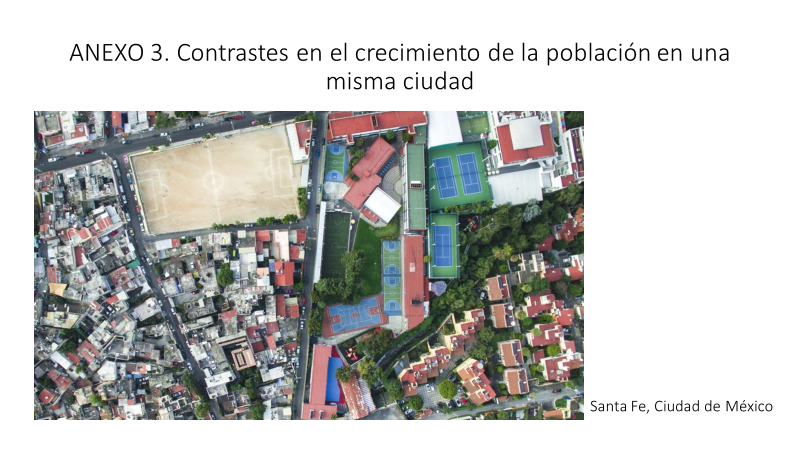 ANEXO 3. Contrastes en el crecimiento de la población en una
misma ciudad
Santa Fe, Ciudad de México